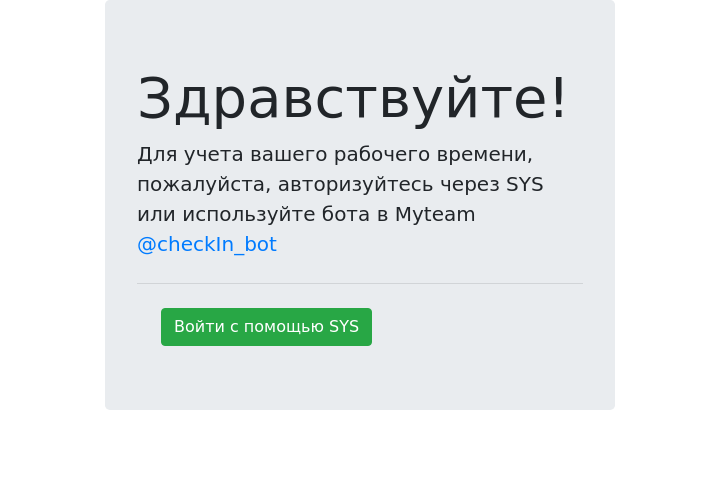 Здравствуйте!
Для учета вашего рабочего времени,
пожалуйста, авторизуйтесь через SYS
или используйте бота в Myteam
@checkIn_bot
Войти с помощью SYS